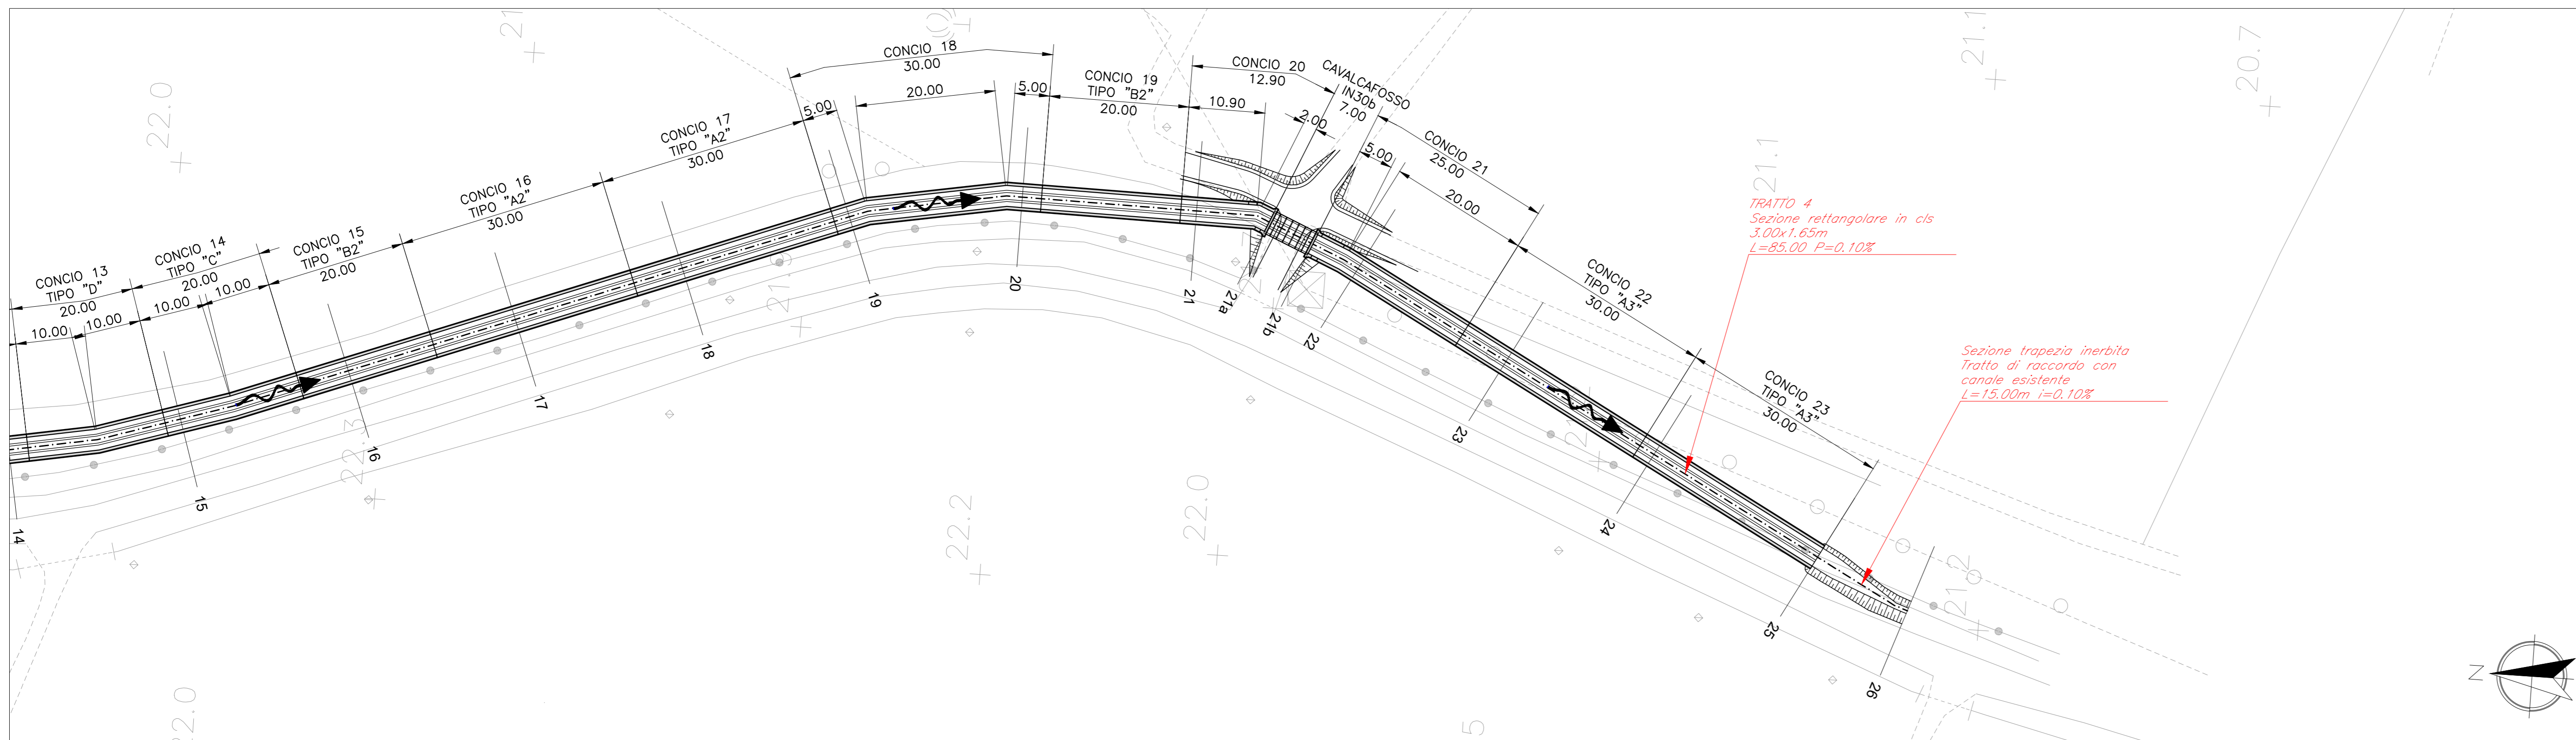 CONCIO 13
TIPO "D"
20.00
10.00
10.00
CONCIO 14
TIPO "C"
20.00
10.00
10.00
CONCIO 15
TIPO "B2"
20.00
CONCIO 16
TIPO "A2"
30.00
CONCIO 17
TIPO "A2"
30.00
CONCIO 18
30.00
5.00
20.00
5.00
CONCIO 19
TIPO "B2"
20.00
CONCIO 20
12.90
10.90
2.00
CAVALCAFOSSO
IN30b
7.00
CONCIO 21
25.00
5.00
20.00
CONCIO 22
TIPO "A3"
30.00
CONCIO 23
TIPO "A3"
30.00
TRATTO 4
Sezione rettangolare in cls
3.00x1.65m
L=85.00 P=0.10%
Sezione trapezia inerbita
Tratto di raccordo con
canale esistente
L=15.00m i=0.10%
14
15
16
17
18
19
20
21
21a
21b
22
23
24
25
26
22.0
22.3
22.2
22.0
21.1
21.1
20.7
21.2
N